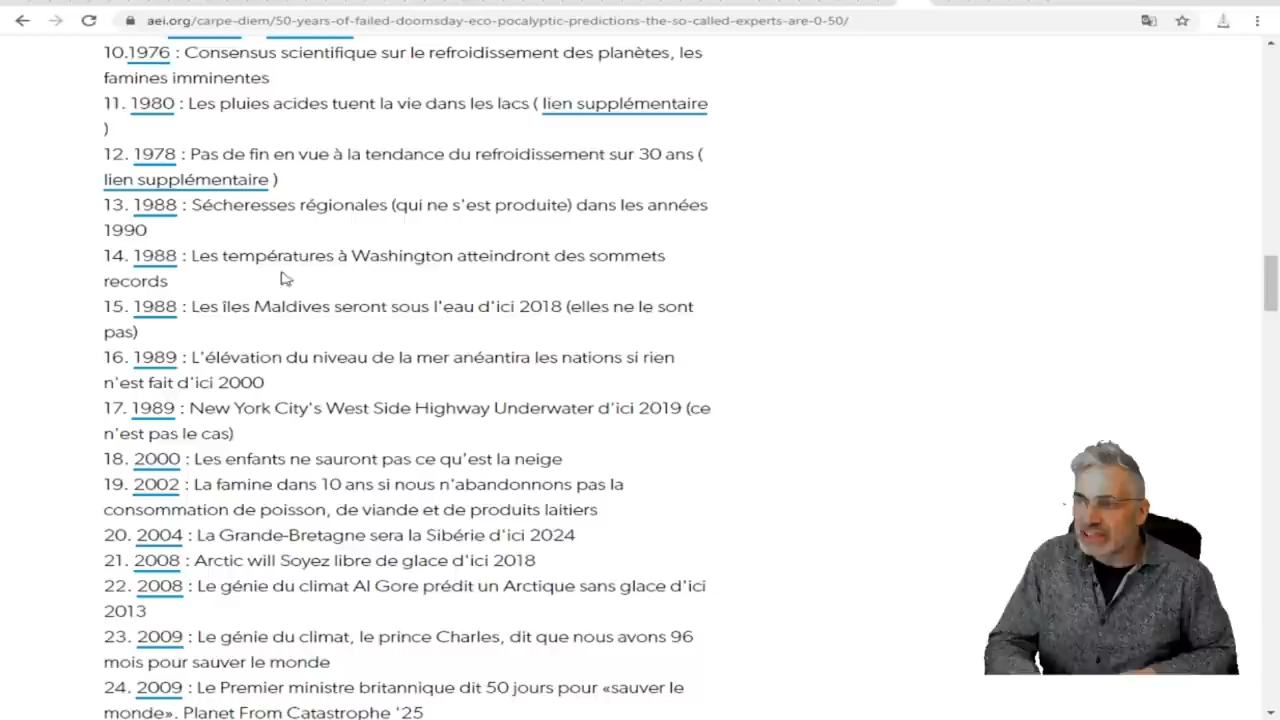 aei.org/carpe-diem/50-years-of-failed-doomsday-eco-pocalyptic-predictions-the-so-called-experts-are-0-50/
10.1976 : Consensus scientifique sur le refroidissement des planètes, les
famines imminentes
11. 1980 : Les pluies acides tuent la vie dans les lacs ( lien supplémentaire
)
12. 1978 : Pas de fin en vue à la tendance du refroidissement sur 30 ans (
lien supplémentaire )
13. 1988 : Sécheresses régionales (qui ne s'est produite) dans les années
1990
14. 1988 : Les températures à Washington atteindront des sommets
records
15. 1988 : Les îles Maldives seront sous l'eau d'ici 2018 (elles ne le sont
pas)
16. 1989 : L'élévation du niveau de la mer anéantira les nations si rien
n'est fait d'ici 2000
17. 1989 : New York City's West Side Highway Underwater d'ici 2019 (ce
n'est pas le cas)
18. 2000 : Les enfants ne sauront pas ce qu'est la neige
19. 2002 : La famine dans 10 ans si nous n'abandonnons pas la
consommation de poisson, de viande et de produits laitiers
20. 2004 : La Grande-Bretagne sera la Sibérie d'ici 2024
21. 2008 : Arctic will Soyez libre de glace d'ici 2018
22. 2008 : Le génie du climat Al Gore prédit un Arctique sans glace d'ici
2013
23. 2009 : Le génie du climat, le prince Charles, dit que nous avons 96
mois pour sauver le monde
24. 2009 : Le Premier ministre britannique dit 50 jours pour «sauver le
monde». Planet From Catastrophe '25